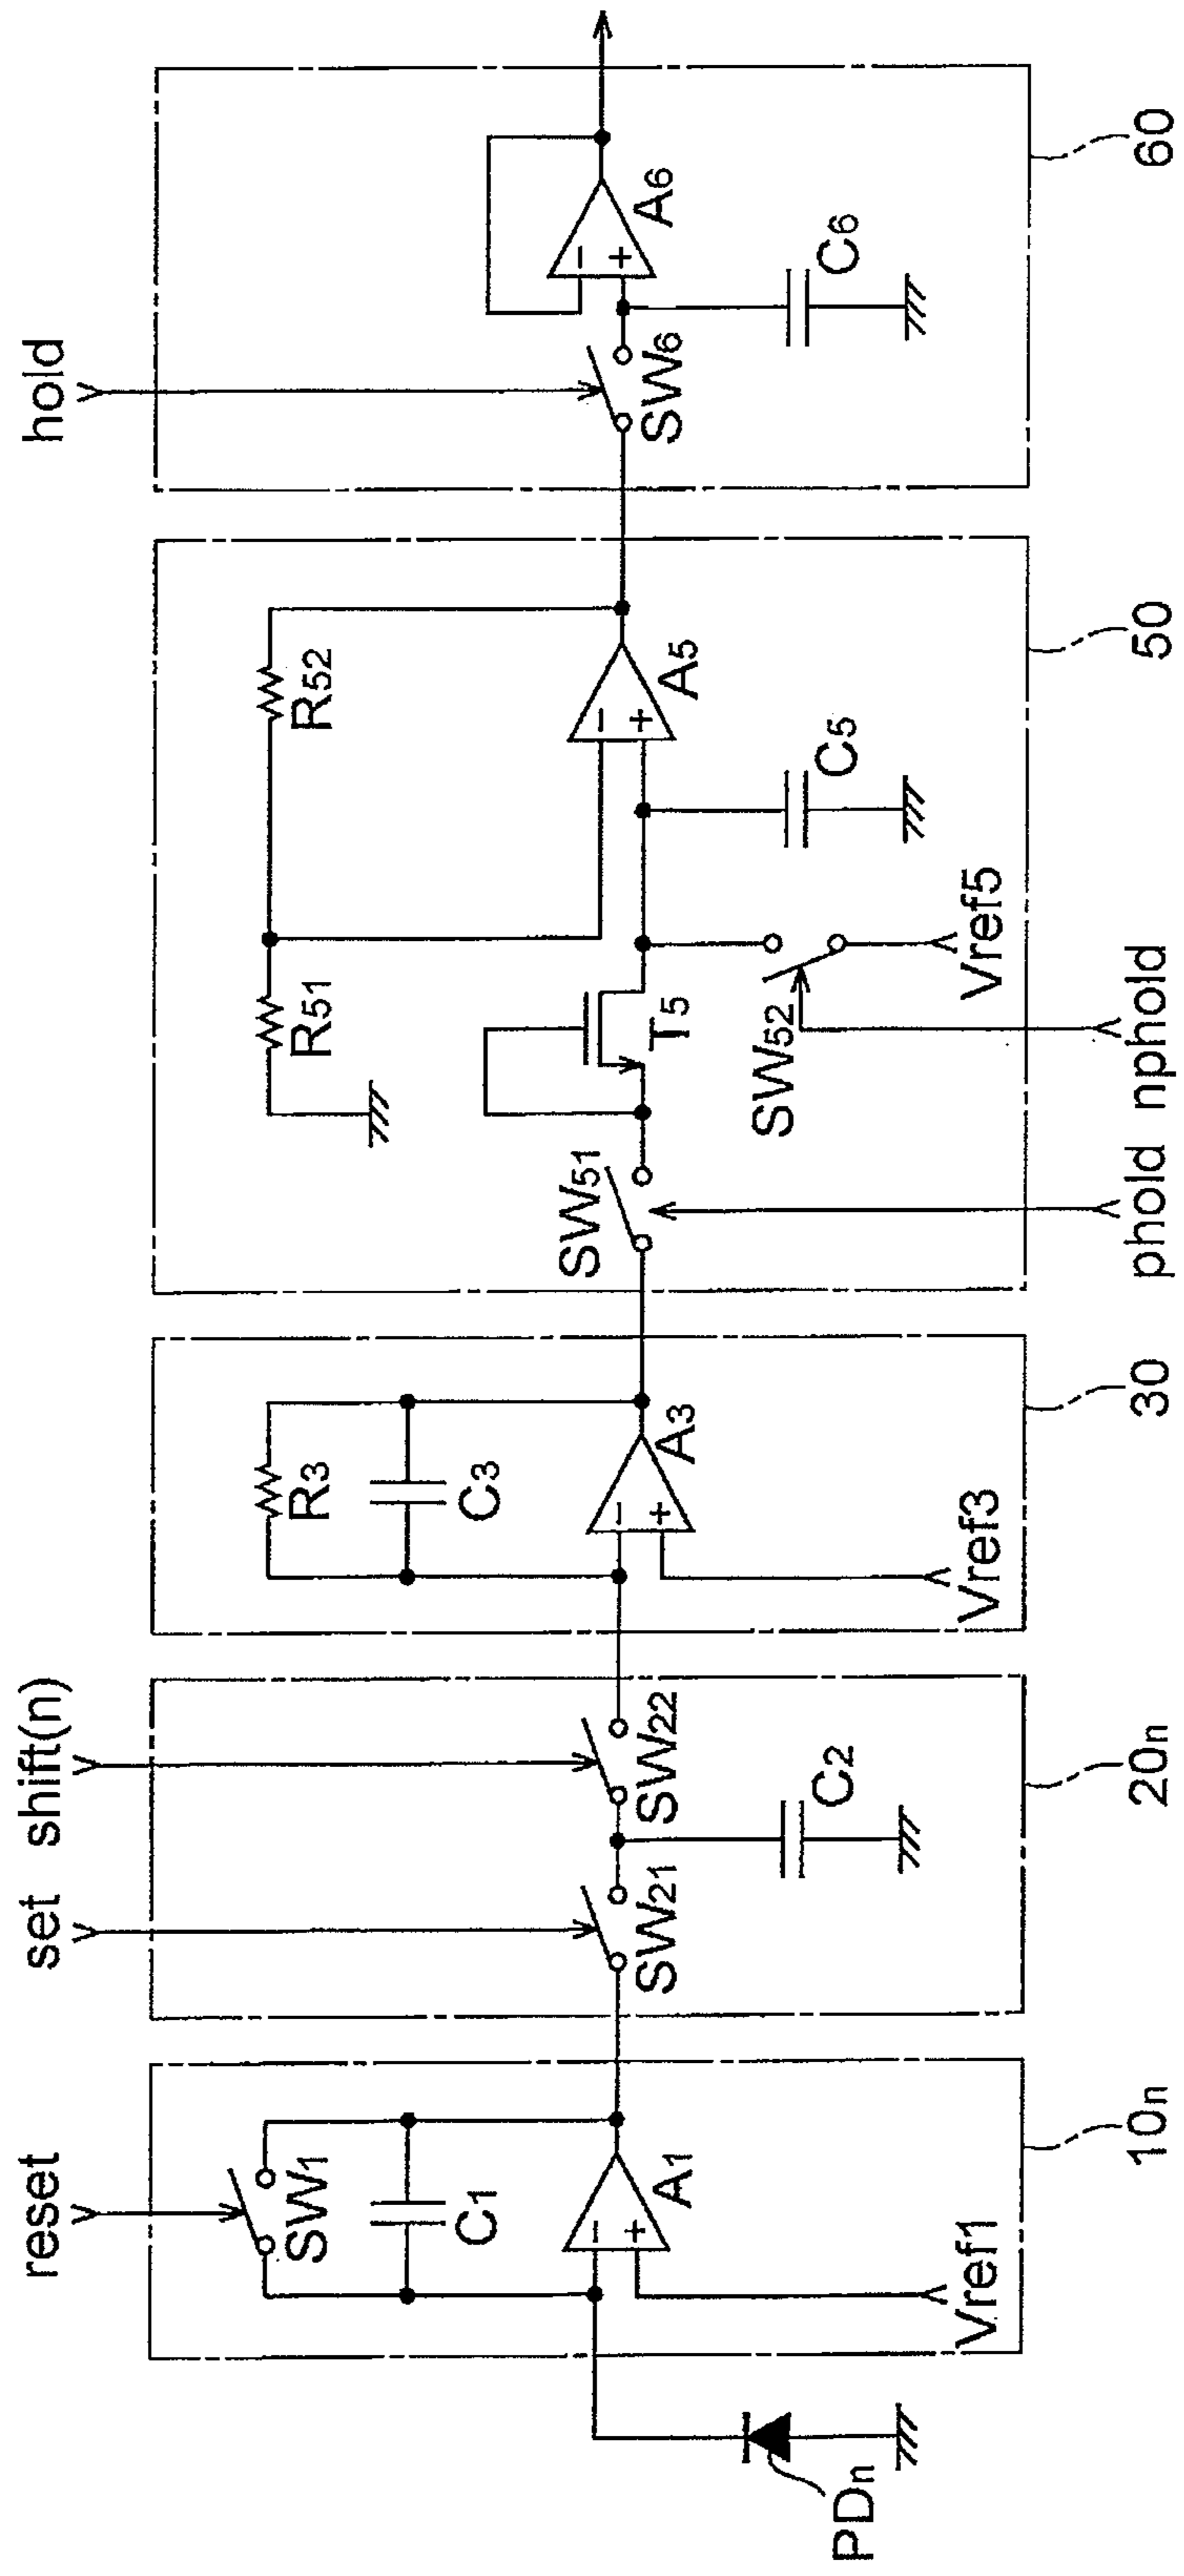 reset
set
shift(n)
hold
SW1
C1
A1
−
+
Vref1
PDn
10n
SW21
SW22
C2
20n
R3
C3
A3
−
+
Vref3
30
R51
R52
SW51
T5
SW52
Vref5
C5
A5
−
+
phold
nphold
50
SW6
A6
−
+
C6
60